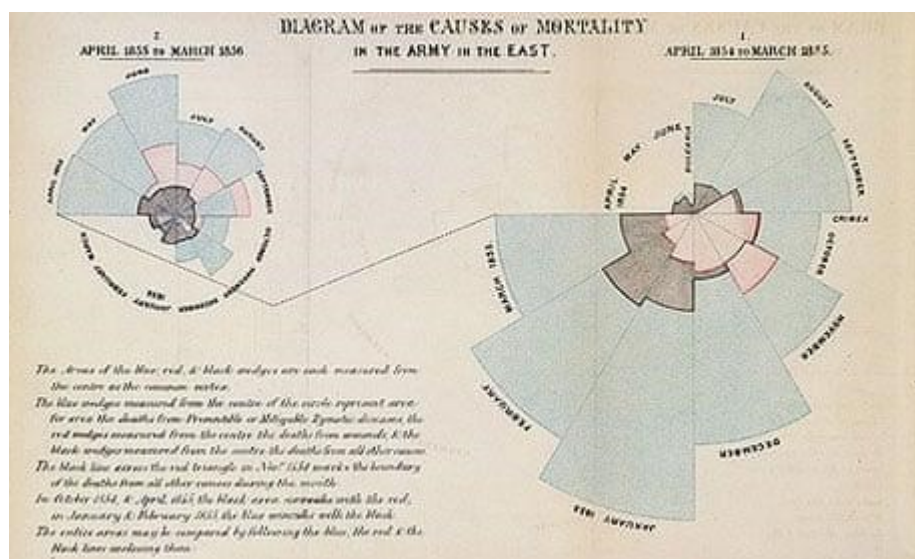 DIAGRAM OF THE CAUSES OF MORTALITY
IN THE ARMY IN THE EAST.
2.
APRIL 1855 TO MARCH 1856
1.
APRIL 1854 TO MARCH 1855.
APRIL 1855
MAY
JUNE
JULY
AUGUST
SEPTEMBER
OCTOBER
NOVEMBER
DECEMBER
JANUARY
1856
FEBRUARY
MARCH
APRIL
1854
MAY
JUNE
BULGARIA
JULY
AUGUST
SEPTEMBER
CRIMEA
OCTOBER
NOVEMBER
DECEMBER
JANUARY 1855
FEBRUARY
MARCH 1855
The Areas of the blue, red, & black wedges are each measured from
the centre as the common vertex.
The blue wedges measured from the centre of the circle represent area
for area the deaths from Preventible or Mitigable Zymotic diseases, the
red wedges measured from the centre the deaths from wounds, & the
black wedges measured from the centre the deaths from all other causes.
The black line across the red triangle in Novr. 1854 marks the boundary
of the deaths from all other causes during the month.
In October 1854, & April 1855, the black area coincides with the red,
in January & February 1855, the blue coincides with the black.
The entire areas may be compared by following the blue, the red & the
black lines enclosing them.